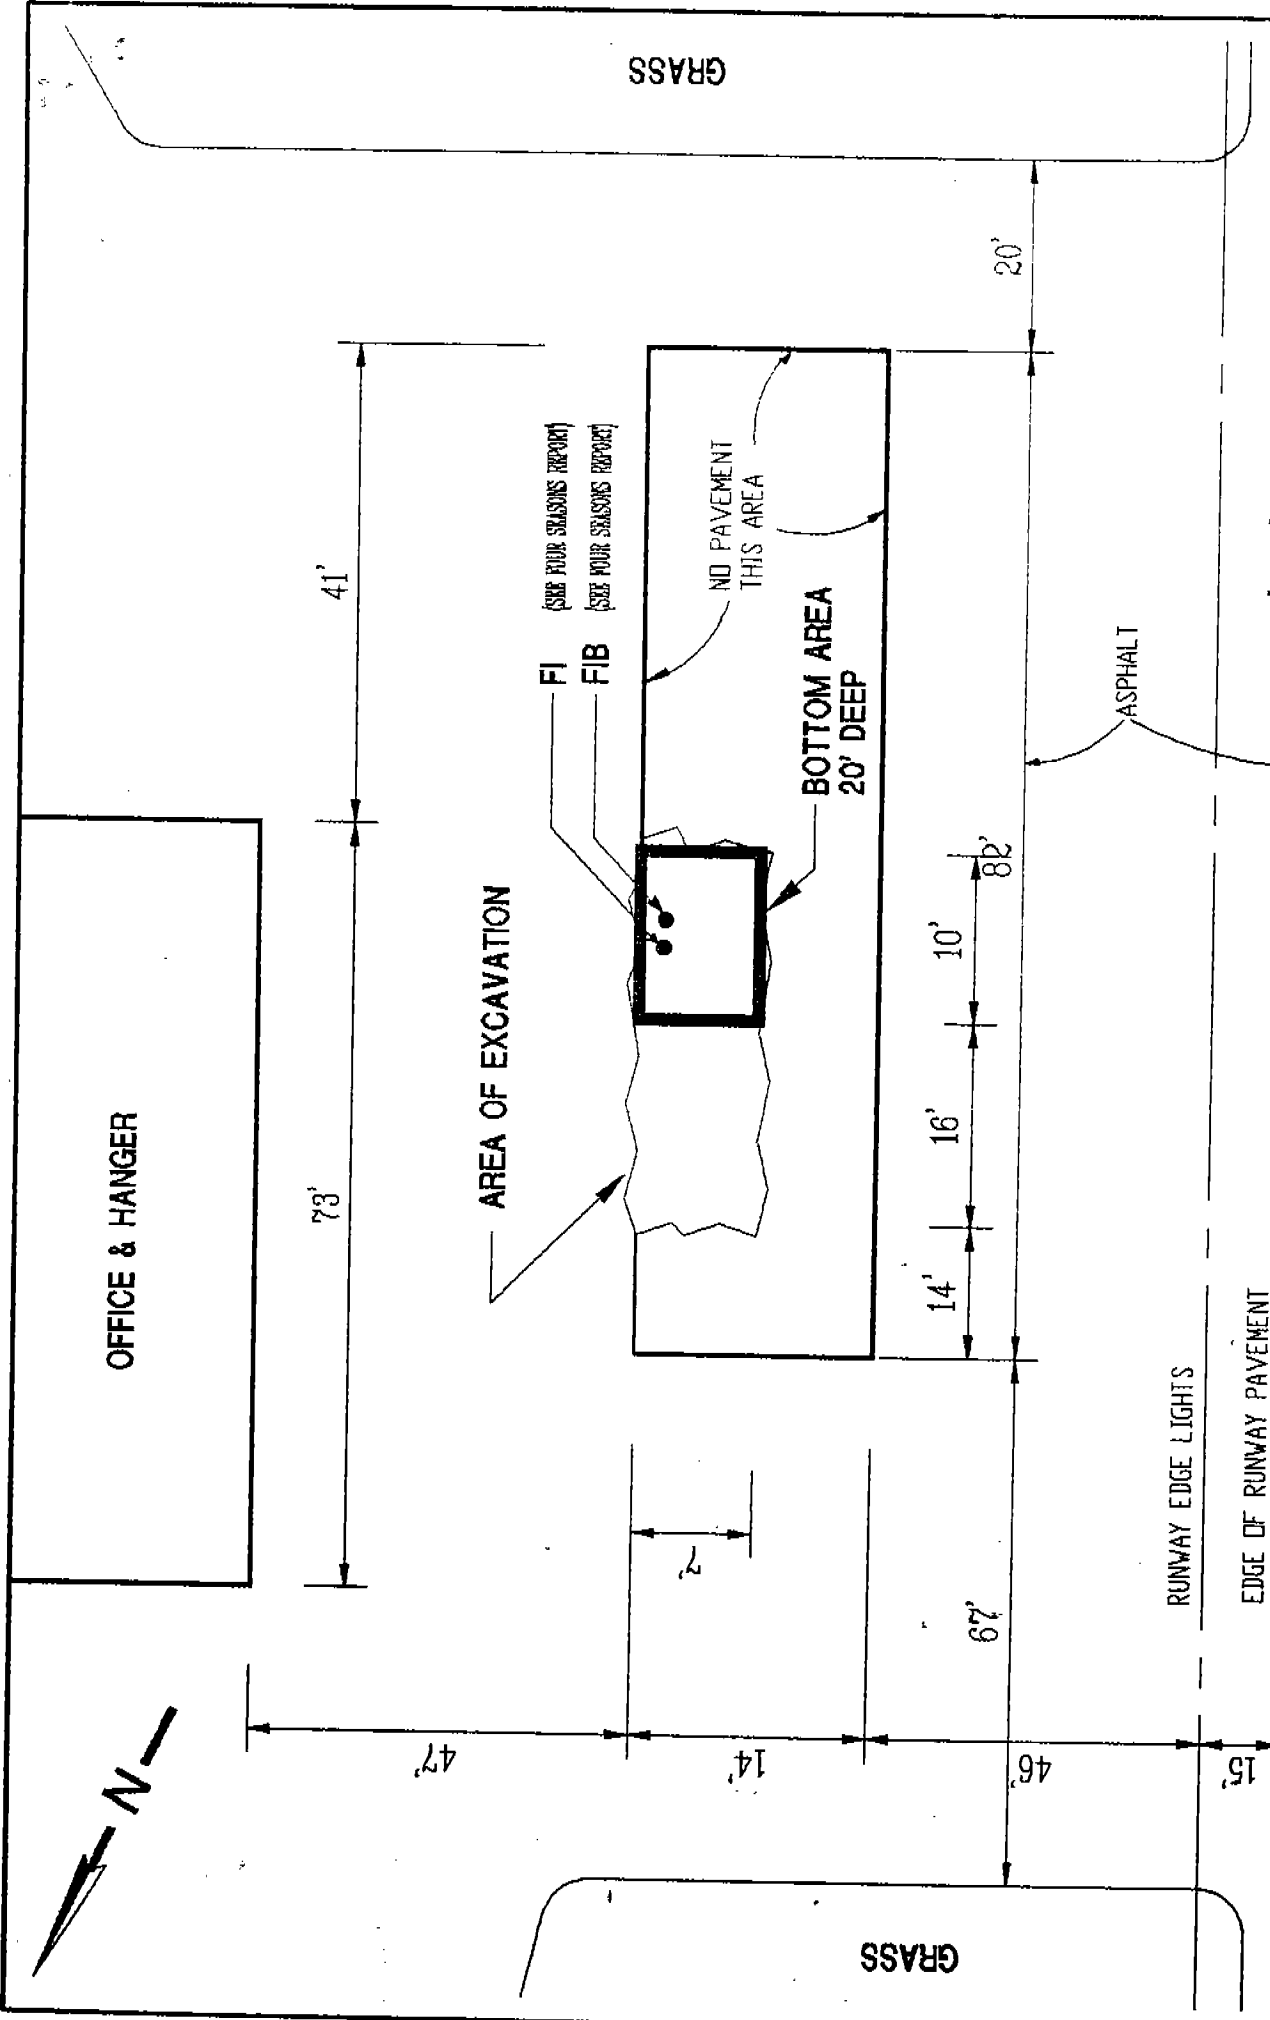 OFFICE & HANGER
73'
41'
AREA OF EXCAVATION
FI (SEE FOUR SEASONS REPORT)
FIB (SEE FOUR SEASONS REPORT)
NO PAVEMENT
THIS AREA
BOTTOM AREA
20' DEEP
14'
16'
10'
82'
20'
67'
7'
47'
14'
46'
15'
ASPHALT
RUNWAY EDGE LIGHTS
EDGE OF RUNWAY PAVEMENT
GRASS
GRASS
N